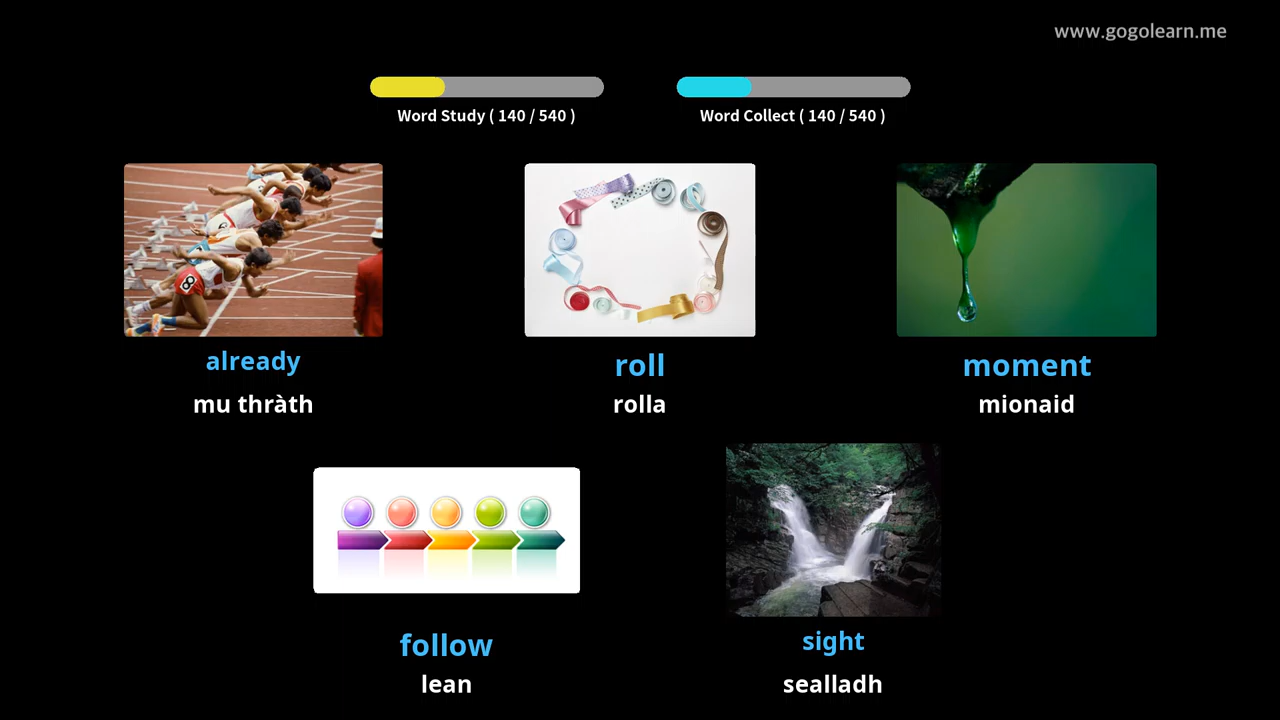 www.gogolearn.me
Word Study ( 140 / 540 )
Word Collect ( 140 / 540 )
already
mu thràth
roll
rolla
moment
mionaid
follow
lean
sight
sealladh